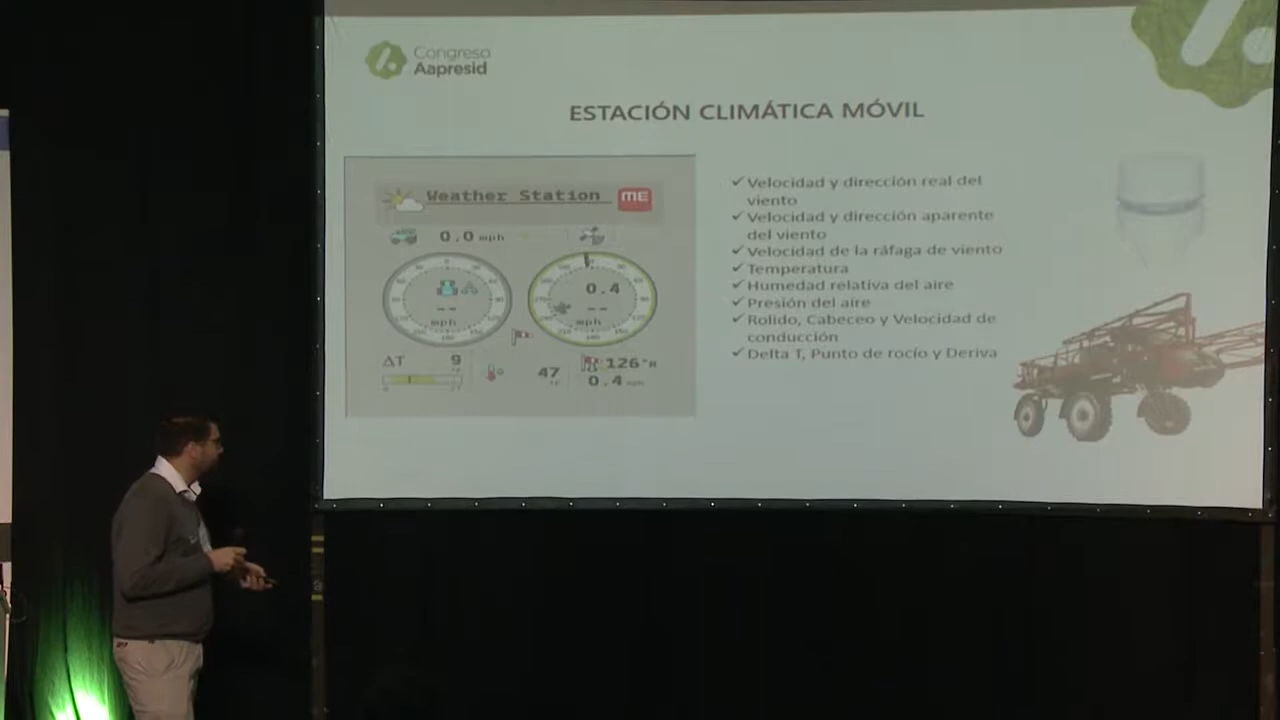 Congreso
Aapresid
ESTACIÓN CLIMÁTICA MÓVIL
Weather Station
ME
0.0 mph
0.4
--
mph
--
mph
ΔT
9
47
126°
0.4 mph
✓Velocidad y dirección real del
viento
✓Velocidad y dirección aparente
del viento
✓Velocidad de la ráfaga de viento
✓Temperatura
✓Humedad relativa del aire
✓Presión del aire
✓Rolido, Cabeceo y Velocidad de
conducción
✓Delta T, Punto de rocío y Deriva